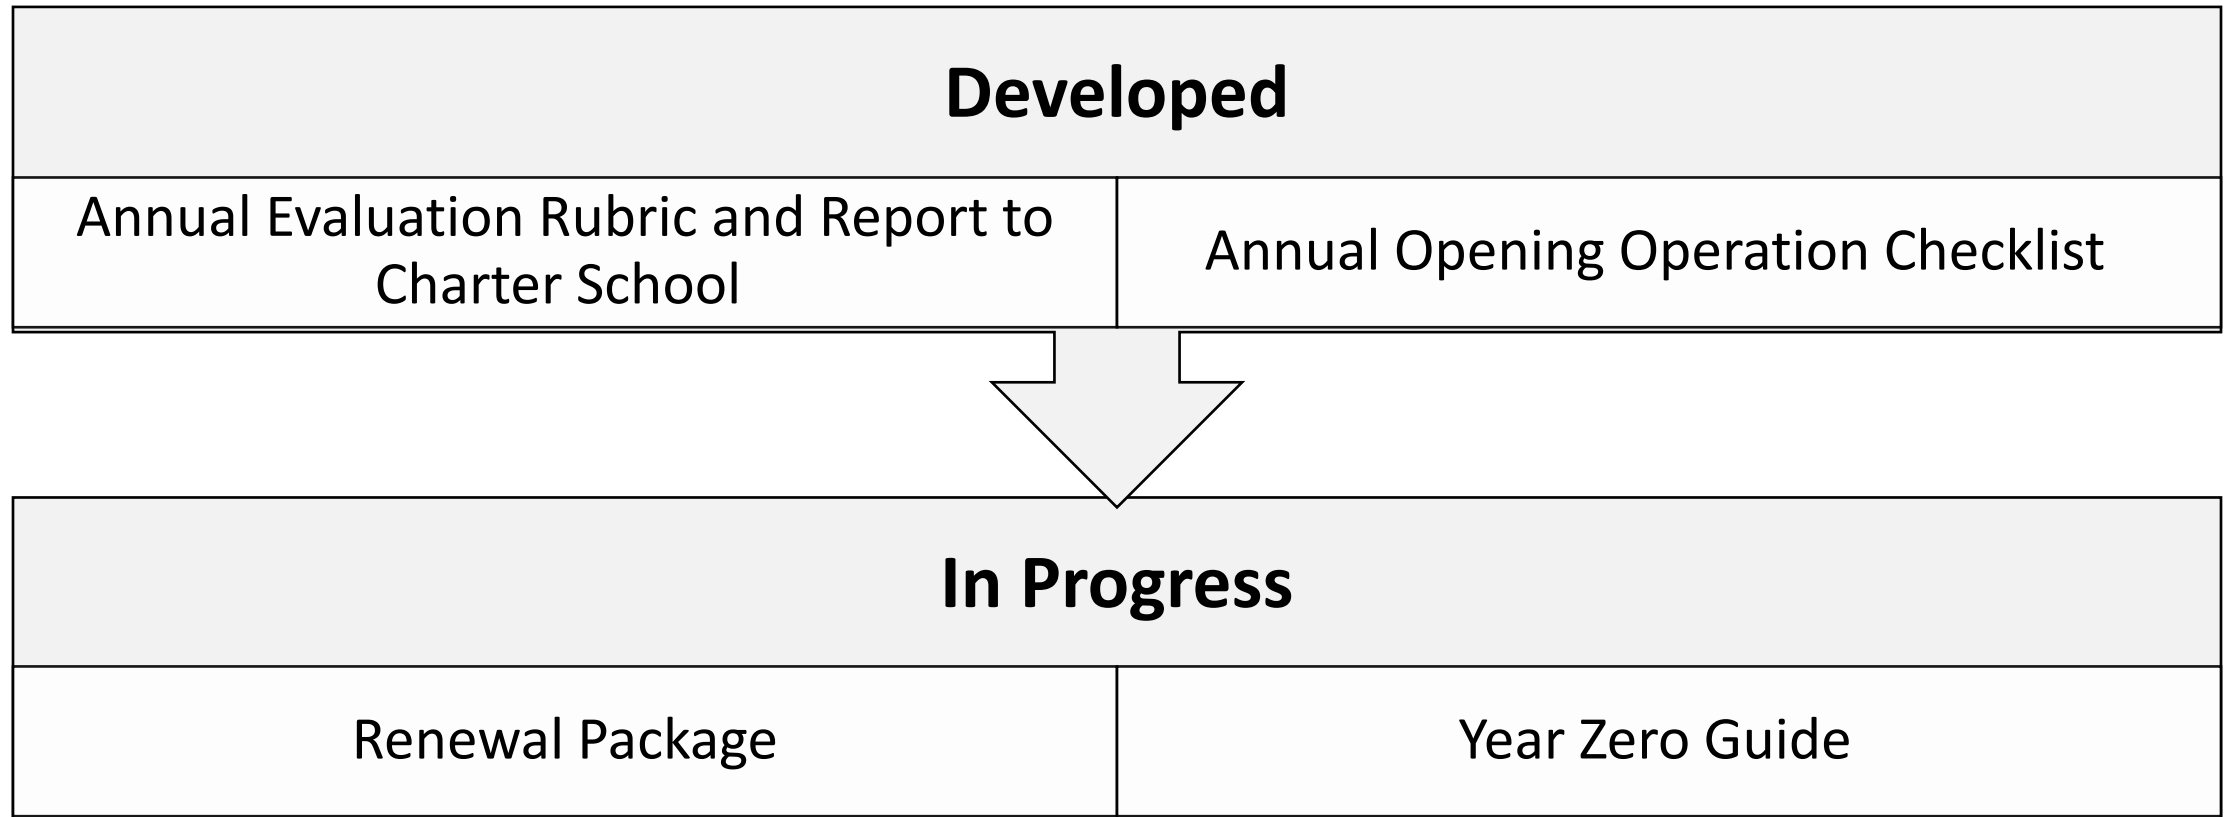 Developed
Annual Evaluation Rubric and Report to
Charter School
Annual Opening Operation Checklist
In Progress
Renewal Package
Year Zero Guide